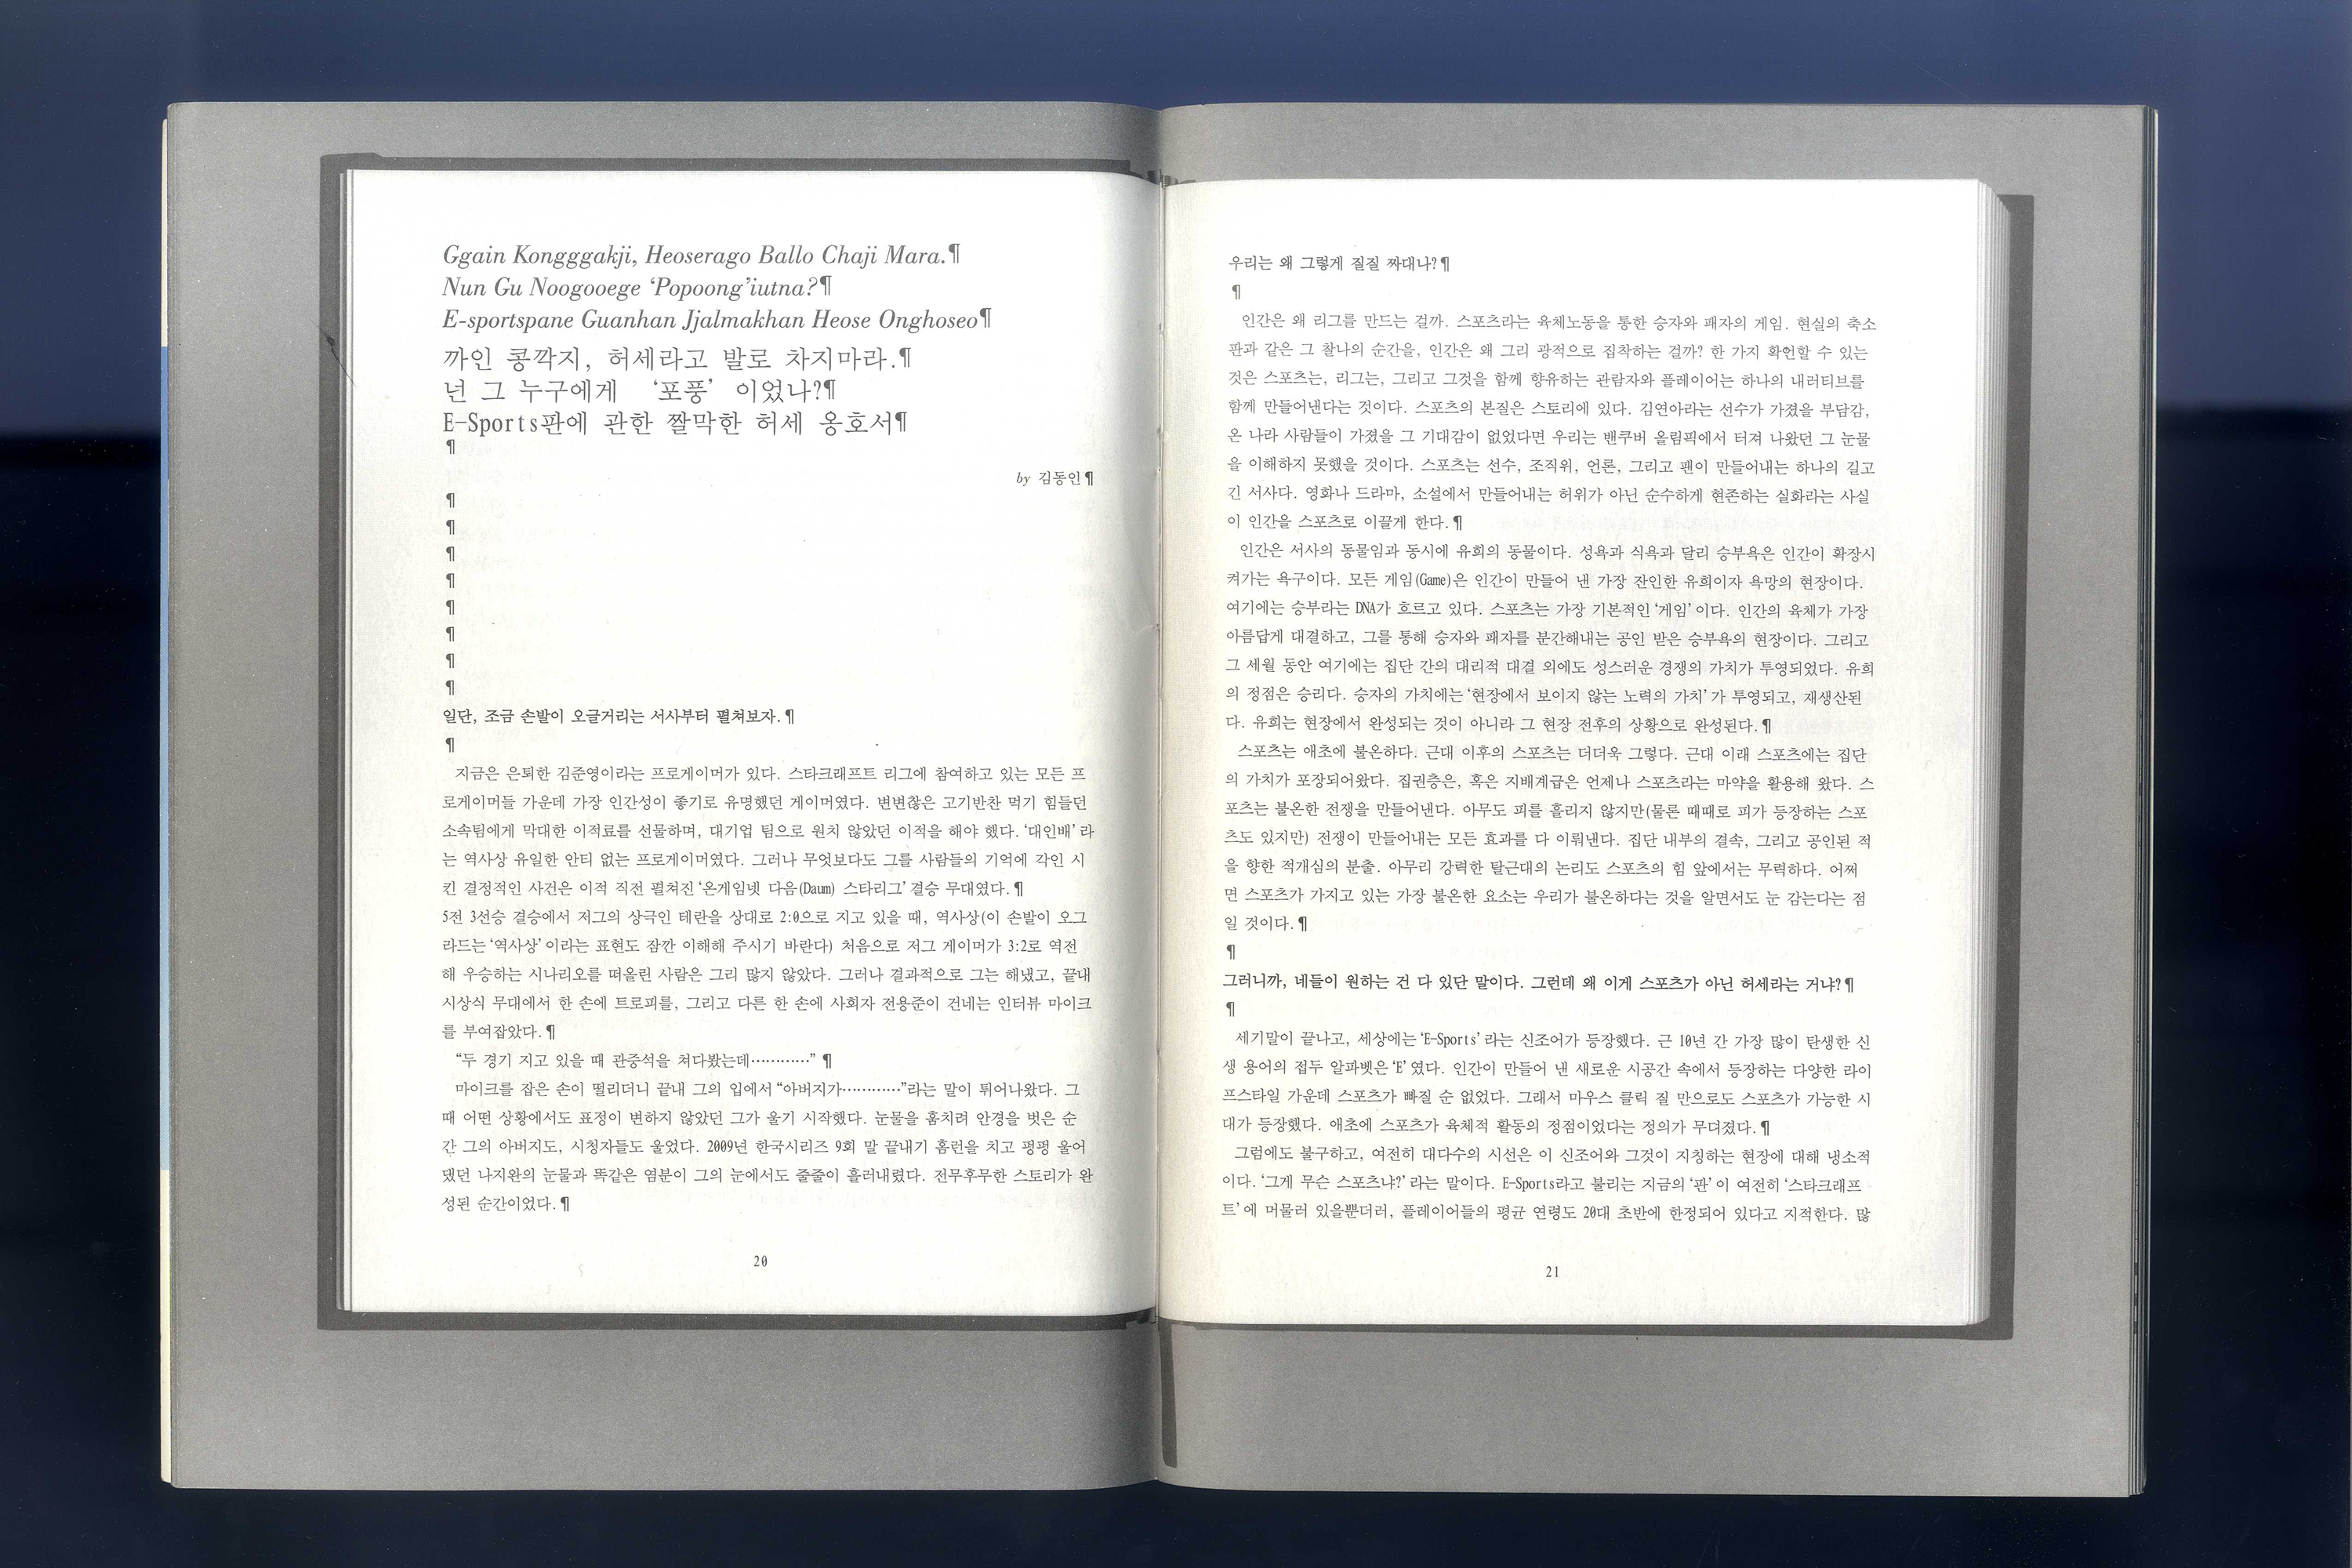 Ggain Kongggakji, Heoserago Ballo Chaji Mara.¶
Nun Gu Noogooege ‘Popoong’iutna?¶
E-sportspane Guanhan Jjalmakhan Heose Onghoseo¶
까인 콩깍지, 허세라고 발로 차지마라.¶
넌 그 누구에게 ‘포풍’ 이었나?¶
E-Sports판에 관한 짤막한 허세 옹호서¶
¶
by 김동인¶
¶
¶
¶
¶
¶
¶
¶
¶
일단, 조금 손발이 오글거리는 서사부터 펼쳐보자.¶
¶
지금은 은퇴한 김준영이라는 프로게이머가 있다. 스타크래프트 리그에 참여하고 있는 모든 프
로게이머들 가운데 가장 인간성이 좋기로 유명했던 게이머였다. 변변찮은 고기반찬 먹기 힘들던
소속팀에게 막대한 이적료를 선물하며, 대기업 팀으로 원치 않았던 이적을 해야 했다. ‘대인배’ 라
는 역사상 유일한 안티 없는 프로게이머였다. 그러나 무엇보다도 그를 사람들의 기억에 각인 시
킨 결정적인 사건은 이적 직전 펼쳐진 ‘온게임넷 다음(Daum) 스타리그’ 결승 무대였다.¶
5전 3선승 결승에서 저그의 상극인 테란을 상대로 2:0으로 지고 있을 때, 역사상(이 손발이 오그
라드는 ‘역사상’ 이라는 표현도 잠깐 이해해 주시기 바란다) 처음으로 저그 게이머가 3:2로 역전
해 우승하는 시나리오를 떠올린 사람은 그리 많지 않았다. 그러나 결과적으로 그는 해냈고, 끝내
시상식 무대에서 한 손에 트로피를, 그리고 다른 한 손에 사회자 전용준이 건네는 인터뷰 마이크
를 부여잡았다.¶
“두 경기 지고 있을 때 관중석을 쳐다봤는데…………” ¶
마이크를 잡은 손이 떨리더니 끝내 그의 입에서 “아버지가…………”라는 말이 튀어나왔다. 그
때 어떤 상황에서도 표정이 변하지 않았던 그가 울기 시작했다. 눈물을 훔치려 안경을 벗은 순
간 그의 아버지도, 시청자들도 울었다. 2009년 한국시리즈 9회 말 끝내기 홈런을 치고 펑펑 울어
댔던 나지완의 눈물과 똑같은 염분이 그의 눈에서도 줄줄이 흘러내렸다. 전무후무한 스토리가 완
성된 순간이었다.¶
20
우리는 왜 그렇게 질질 짜대나?¶
¶
인간은 왜 리그를 만드는 걸까. 스포츠라는 육체노동을 통한 승자와 패자의 게임. 현실의 축소
판과 같은 그 찰나의 순간을, 인간은 왜 그리 광적으로 집착하는 걸까? 한 가지 확언할 수 있는
것은 스포츠는, 리그는, 그리고 그것을 함께 향유하는 관람자와 플레이어는 하나의 내러티브를
함께 만들어낸다는 것이다. 스포츠의 본질은 스토리에 있다. 김연아라는 선수가 가졌을 부담감,
온 나라 사람들이 가졌을 그 기대감이 없었다면 우리는 밴쿠버 올림픽에서 터져 나왔던 그 눈물
을 이해하지 못했을 것이다. 스포츠는 선수, 조직위, 언론, 그리고 팬이 만들어내는 하나의 길고
긴 서사다. 영화나 드라마, 소설에서 만들어내는 허위가 아닌 순수하게 현존하는 실화라는 사실
이 인간을 스포츠로 이끌게 한다.¶
인간은 서사의 동물임과 동시에 유희의 동물이다. 성욕과 식욕과 달리 승부욕은 인간이 확장시
켜가는 욕구이다. 모든 게임(Game)은 인간이 만들어 낸 가장 잔인한 유희이자 욕망의 현장이다.
여기에는 승부라는 DNA가 흐르고 있다. 스포츠는 가장 기본적인 ‘게임’ 이다. 인간의 육체가 가장
아름답게 대결하고, 그를 통해 승자와 패자를 분간해내는 공인 받은 승부욕의 현장이다. 그리고
그 세월 동안 여기에는 집단 간의 대리적 대결 외에도 성스러운 경쟁의 가치가 투영되었다. 유희
의 정점은 승리다. 승자의 가치에는 ‘현장에서 보이지 않는 노력의 가치’ 가 투영되고, 재생산된
다. 유희는 현장에서 완성되는 것이 아니라 그 현장 전후의 상황으로 완성된다.¶
스포츠는 애초에 불온하다. 근대 이후의 스포츠는 더더욱 그렇다. 근대 이래 스포츠에는 집단
의 가치가 포장되어왔다. 집권층은, 혹은 지배계급은 언제나 스포츠라는 마약을 활용해 왔다. 스
포츠는 불온한 전쟁을 만들어낸다. 아무도 피를 흘리지 않지만(물론 때때로 피가 등장하는 스포
츠도 있지만) 전쟁이 만들어내는 모든 효과를 다 이뤄낸다. 집단 내부의 결속, 그리고 공인된 적
을 향한 적개심의 분출. 아무리 강력한 탈근대의 논리도 스포츠의 힘 앞에서는 무력하다. 어쩌
면 스포츠가 가지고 있는 가장 불온한 요소는 우리가 불온하다는 것을 알면서도 눈 감는다는 점
일 것이다.¶
¶
그러니까, 네들이 원하는 건 다 있단 말이다. 그런데 왜 이게 스포츠가 아닌 허세라는 거냐?¶
¶
세기말이 끝나고, 세상에는 ‘E-Sports’ 라는 신조어가 등장했다. 근 10년 간 가장 많이 탄생한 신
생 용어의 접두 알파벳은 ‘E’ 였다. 인간이 만들어 낸 새로운 시공간 속에서 등장하는 다양한 라이
프스타일 가운데 스포츠가 빠질 순 없었다. 그래서 마우스 클릭 질 만으로도 스포츠가 가능한 시
대가 등장했다. 애초에 스포츠가 육체적 활동의 정점이었다는 정의가 무뎌졌다.¶
그럼에도 불구하고, 여전히 대다수의 시선은 이 신조어와 그것이 지칭하는 현장에 대해 냉소적
이다. ‘그게 무슨 스포츠냐?’ 라는 말이다. E-Sports라고 불리는 지금의 ‘판’ 이 여전히 ‘스타크래프
트’ 에 머물러 있을뿐더러, 플레이어들의 평균 연령도 20대 초반에 한정되어 있다고 지적한다. 많
21